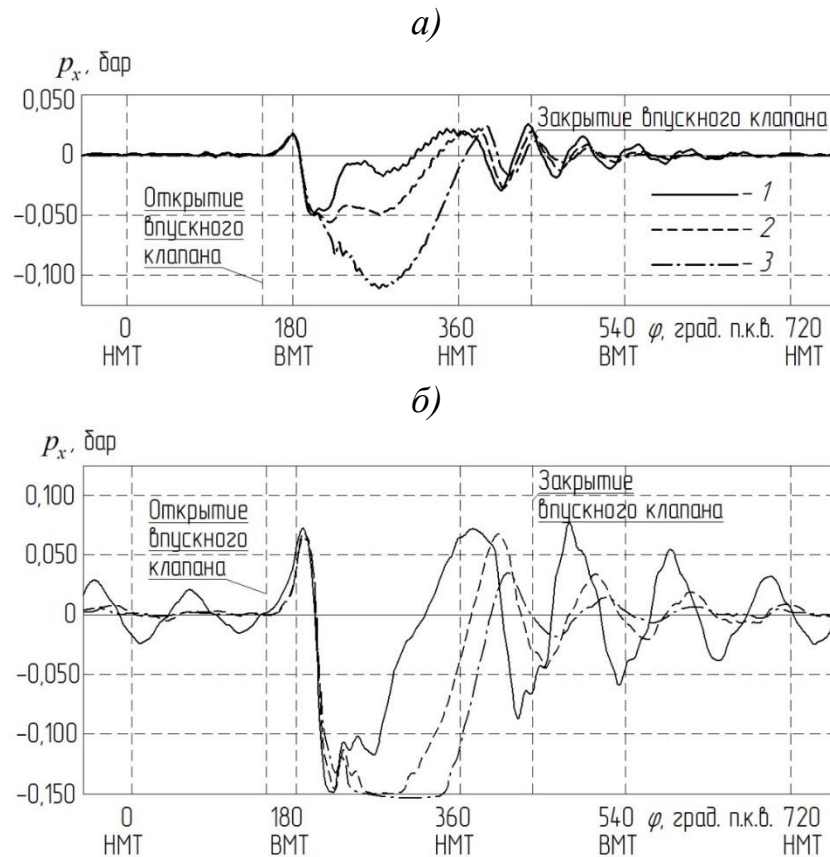 а)
pₓ, бар
0,050
Закрытие впускного клапана
0
Открытие
впускного
клапана
- 1
-0,050
- 2
-0,100
- 3
0 180 360 540 φ, град. п.к.в. 720
НМТ ВМТ НМТ ВМТ НМТ
б)
pₓ, бар
0,100
Открытие
впускного
клапана
Закрытие
впускного клапана
0,050
0
-0,050
-0,100
-0,150
0 180 360 540 φ, град. п.к.в. 720
НМТ ВМТ НМТ ВМТ НМТ